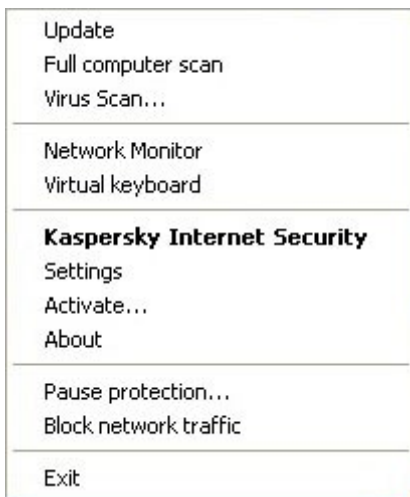 Update
Full computer scan
Virus Scan...
Network Monitor
Virtual keyboard
Kaspersky Internet Security
Settings
Activate...
About
Pause protection...
Block network traffic
Exit